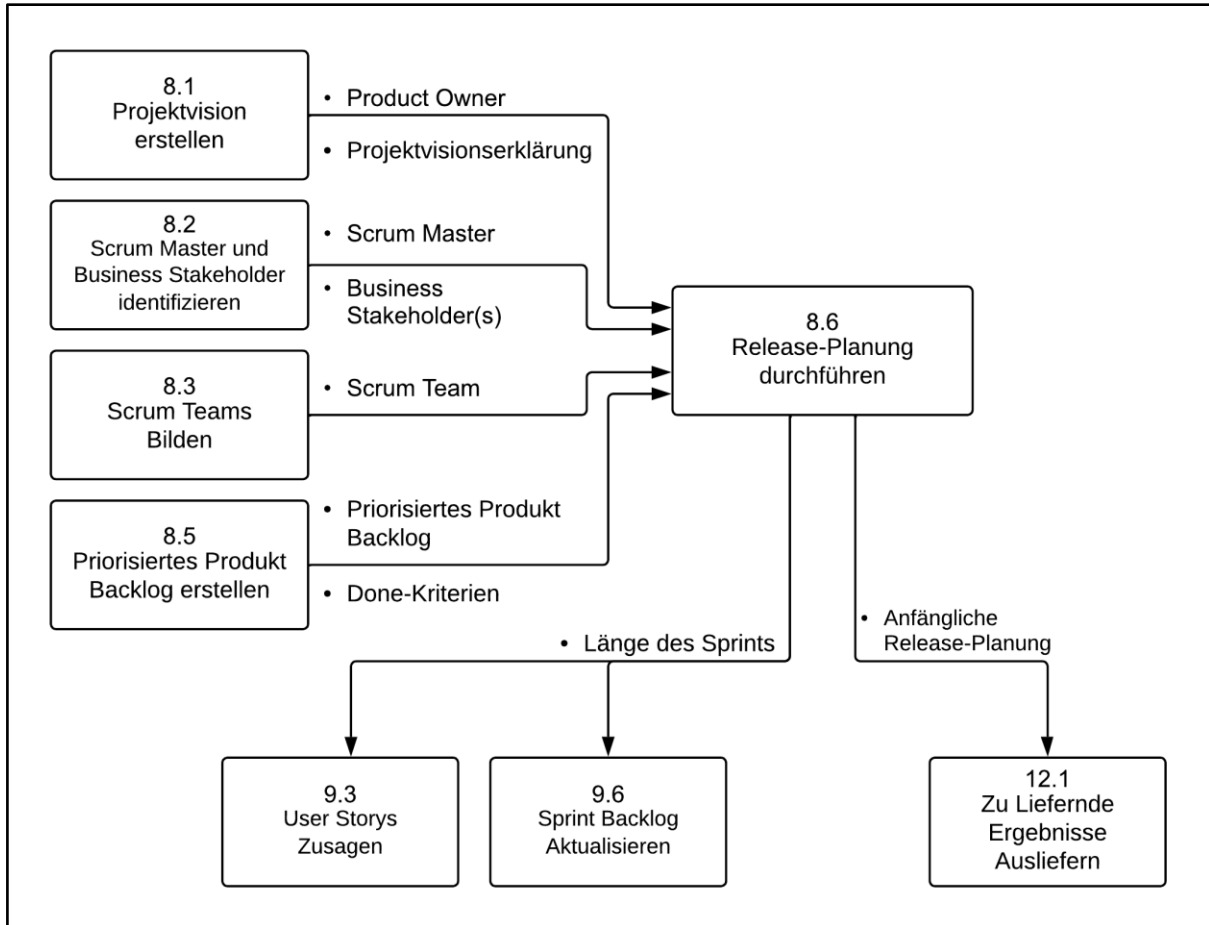 8.1
Projektvision
erstellen
• Product Owner
• Projektvisionserklärung
8.2
Scrum Master und
Business Stakeholder
identifizieren
• Scrum Master
• Business
Stakeholder(s)
8.3
Scrum Teams
Bilden
• Scrum Team
8.5
Priorisiertes Produkt
Backlog erstellen
• Priorisiertes Produkt
Backlog
• Done-Kriterien
8.6
Release-Planung
durchführen
• Länge des Sprints
• Anfängliche
Release-Planung
9.3
User Storys
Zusagen
9.6
Sprint Backlog
Aktualisieren
12.1
Zu Liefernde
Ergebnisse
Ausliefern